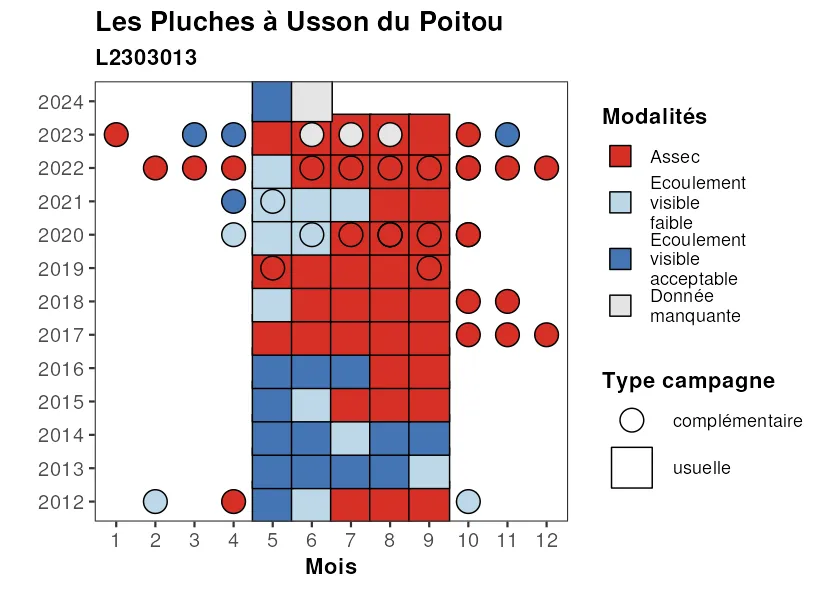 Les Pluches à Usson du Poitou
L2303013
2024
2023
2022
2021
2020
2019
2018
2017
2016
2015
2014
2013
2012
1 2 3 4 5 6 7 8 9 10 11 12
Mois
Modalités
Assec
Ecoulement
visible
faible
Ecoulement
visible
acceptable
Donnée
manquante
Type campagne
complémentaire
usuelle